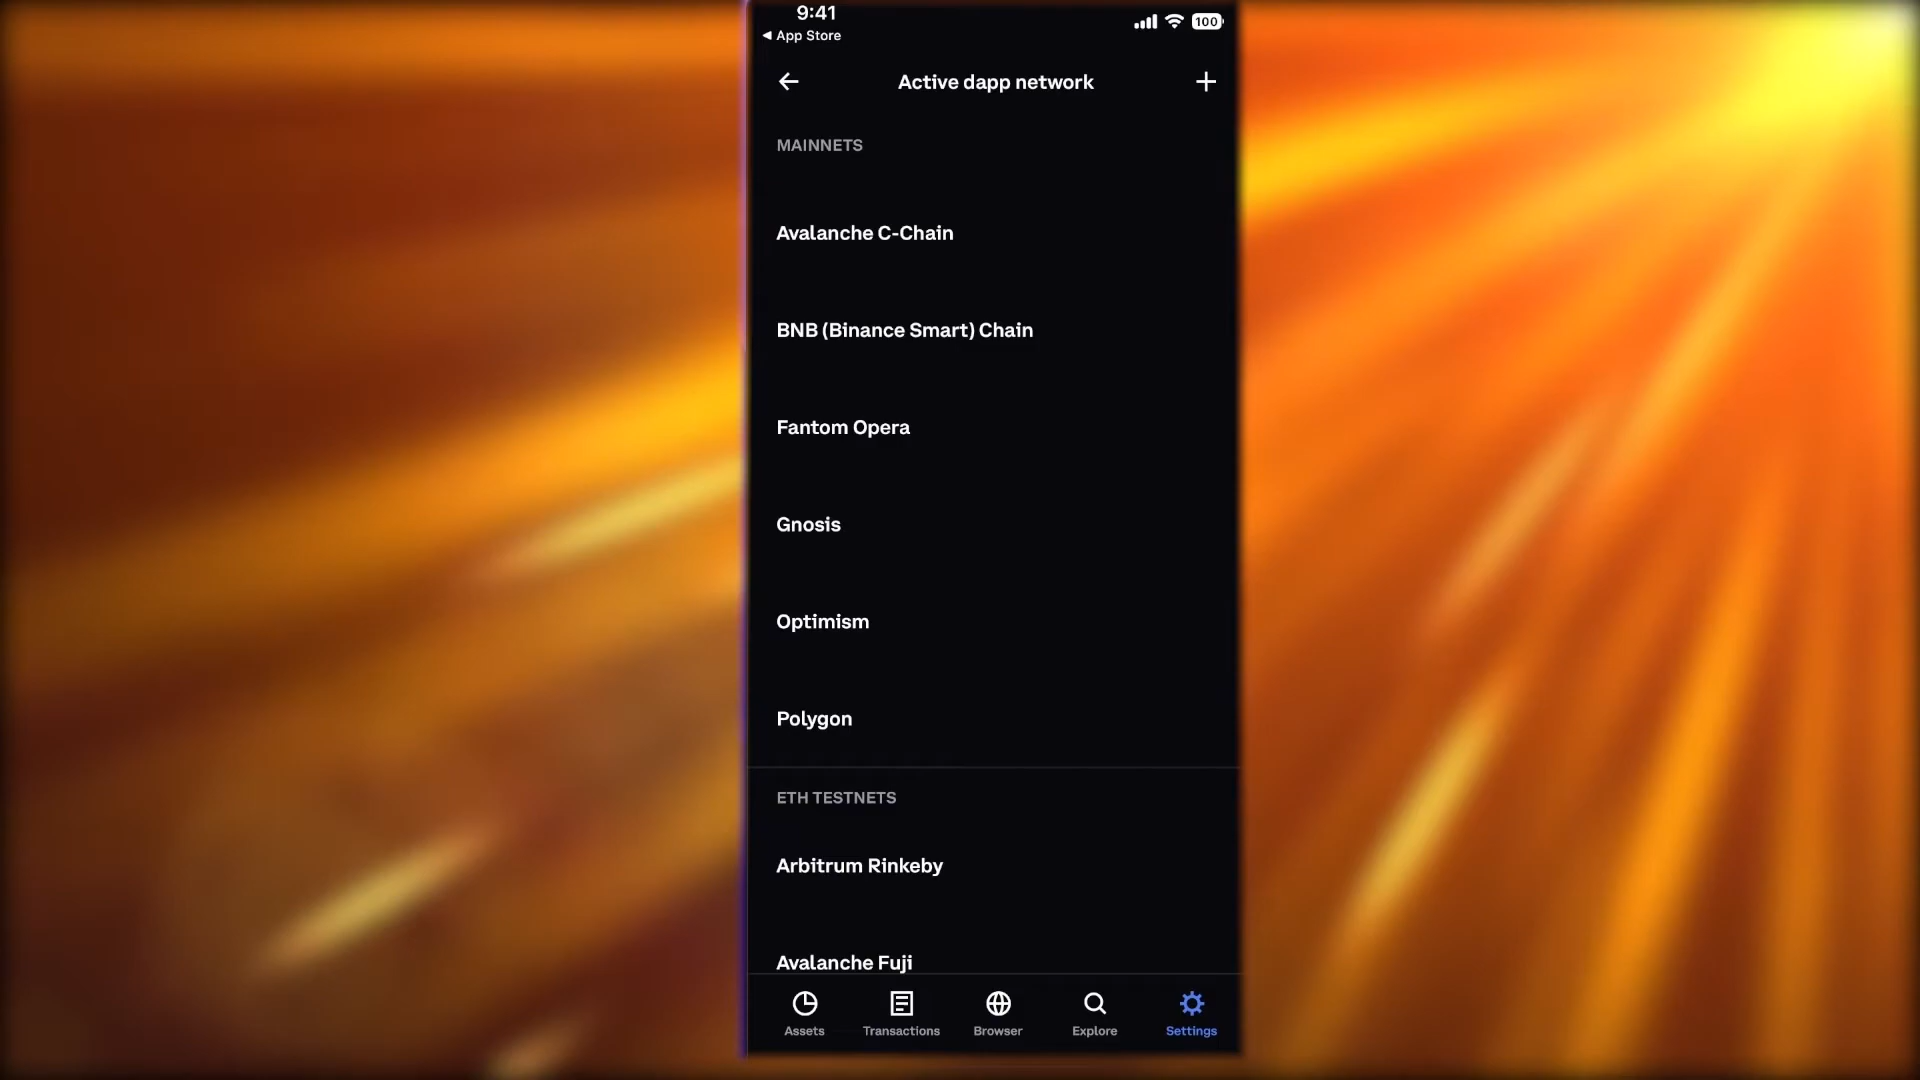 9:41
◀ App Store
100
Active dapp network
MAINNETS
Avalanche C-Chain
BNB (Binance Smart) Chain
Fantom Opera
Gnosis
Optimism
Polygon
ETH TESTNETS
Arbitrum Rinkeby
Avalanche Fuji
Assets
Transactions
Browser
Explore
Settings